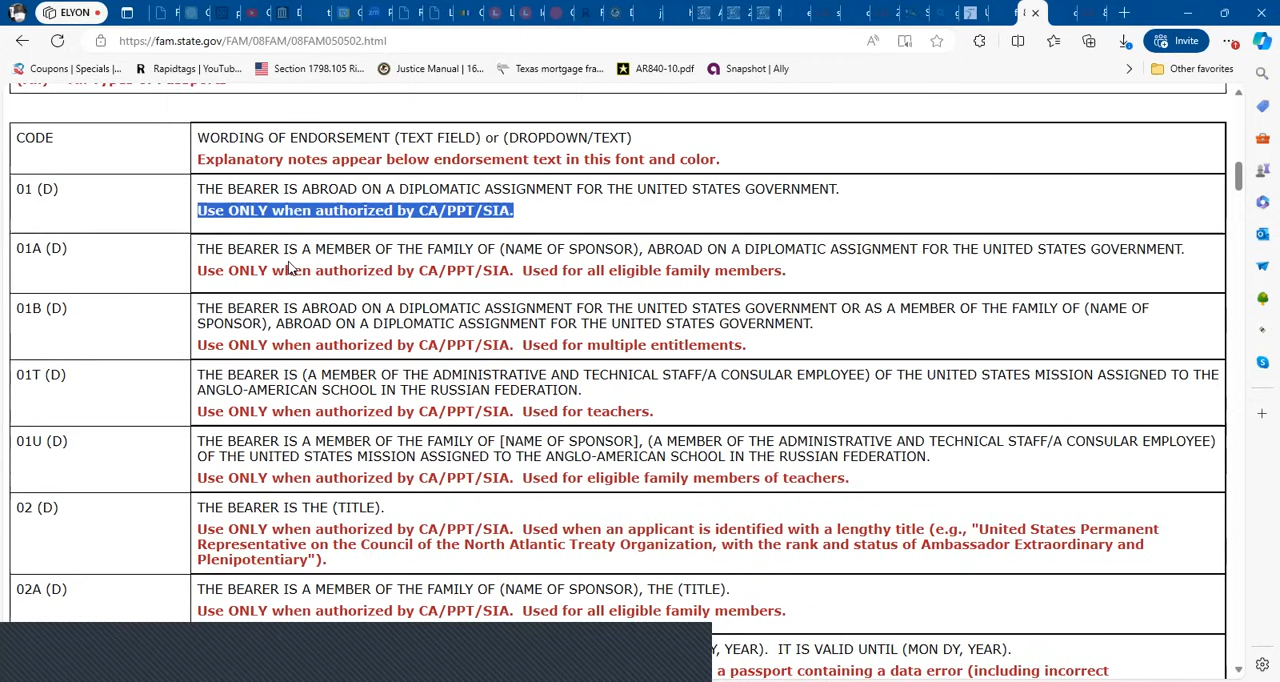 ELYON
https://fam.state.gov/FAM/08FAM/08FAM050502.html
Invite
Coupons | Specials |...
Rapidtags | YouTub...
Section 1798.105 Ri...
Justice Manual | 16...
Texas mortgage fra...
AR840-10.pdf
Snapshot | Ally
Other favorites
CODE
WORDING OF ENDORSEMENT (TEXT FIELD) or (DROPDOWN/TEXT)
Explanatory notes appear below endorsement text in this font and color.
01 (D)
THE BEARER IS ABROAD ON A DIPLOMATIC ASSIGNMENT FOR THE UNITED STATES GOVERNMENT.
Use ONLY when authorized by CA/PPT/SIA.
01A (D)
THE BEARER IS A MEMBER OF THE FAMILY OF (NAME OF SPONSOR), ABROAD ON A DIPLOMATIC ASSIGNMENT FOR THE UNITED STATES GOVERNMENT.
Use ONLY when authorized by CA/PPT/SIA.  Used for all eligible family members.
01B (D)
THE BEARER IS ABROAD ON A DIPLOMATIC ASSIGNMENT FOR THE UNITED STATES GOVERNMENT OR AS A MEMBER OF THE FAMILY OF (NAME OF
SPONSOR), ABROAD ON A DIPLOMATIC ASSIGNMENT FOR THE UNITED STATES GOVERNMENT.
Use ONLY when authorized by CA/PPT/SIA.  Used for multiple entitlements.
01T (D)
THE BEARER IS (A MEMBER OF THE ADMINISTRATIVE AND TECHNICAL STAFF/A CONSULAR EMPLOYEE) OF THE UNITED STATES MISSION ASSIGNED TO THE
ANGLO-AMERICAN SCHOOL IN THE RUSSIAN FEDERATION.
Use ONLY when authorized by CA/PPT/SIA.  Used for teachers.
01U (D)
THE BEARER IS A MEMBER OF THE FAMILY OF [NAME OF SPONSOR], (A MEMBER OF THE ADMINISTRATIVE AND TECHNICAL STAFF/A CONSULAR EMPLOYEE)
OF THE UNITED STATES MISSION ASSIGNED TO THE ANGLO-AMERICAN SCHOOL IN THE RUSSIAN FEDERATION.
Use ONLY when authorized by CA/PPT/SIA.  Used for eligible family members of teachers.
02 (D)
THE BEARER IS THE (TITLE).
Use ONLY when authorized by CA/PPT/SIA.  Used when an applicant is identified with a lengthy title (e.g., "United States Permanent
Representative on the Council of the North Atlantic Treaty Organization, with the rank and status of Ambassador Extraordinary and
Plenipotentiary").
02A (D)
THE BEARER IS A MEMBER OF THE FAMILY OF (NAME OF SPONSOR), THE (TITLE).
Use ONLY when authorized by CA/PPT/SIA.  Used for all eligible family members.
Y, YEAR).  IT IS VALID UNTIL (MON DY, YEAR).
a passport containing a data error (including incorrect